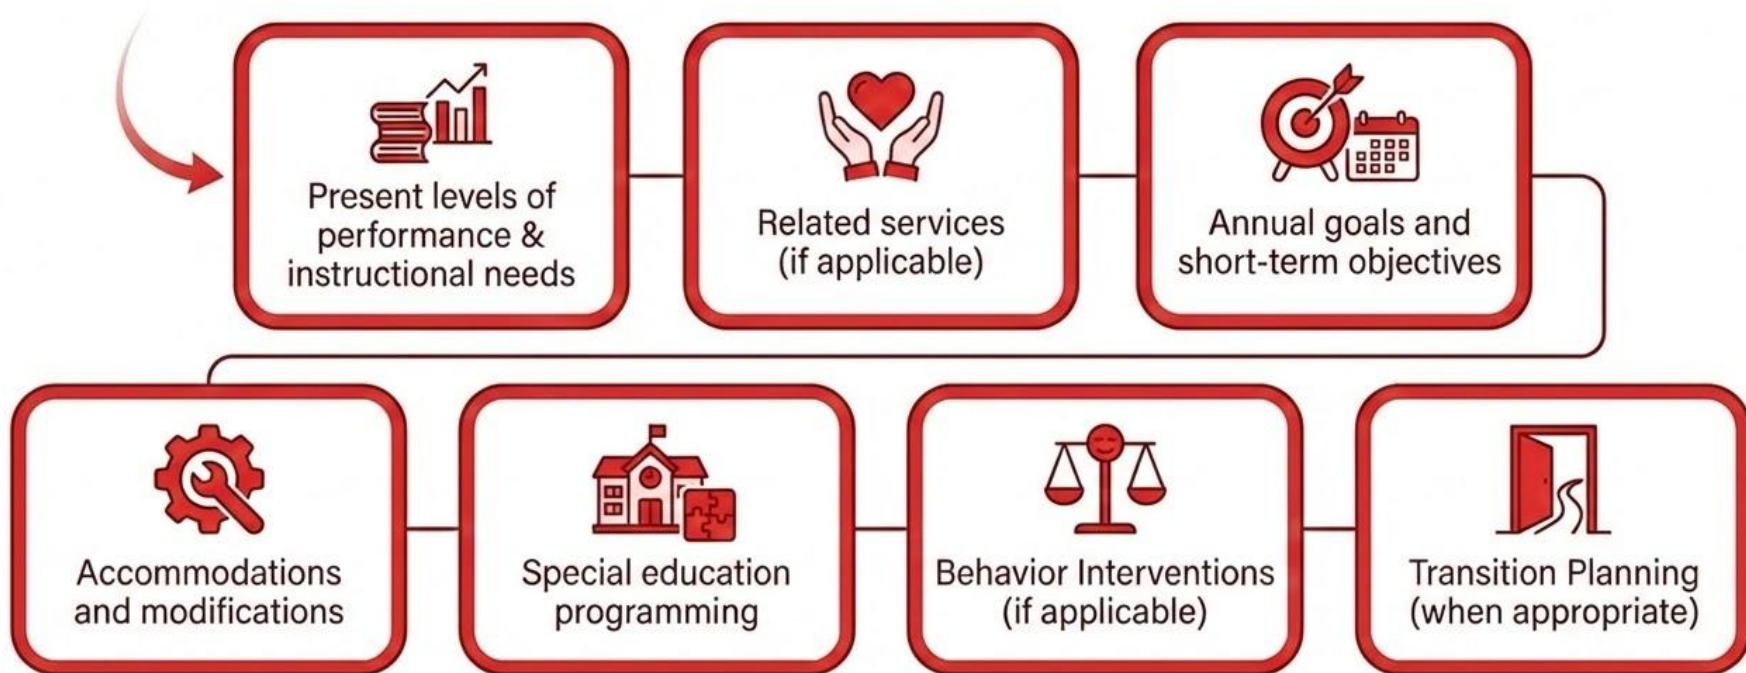 Present levels of
performance &
instructional needs
Related services
(if applicable)
Annual goals and
short-term objectives
Accommodations
and modifications
Special education
programming
Behavior Interventions
(if applicable)
Transition Planning
(when appropriate)